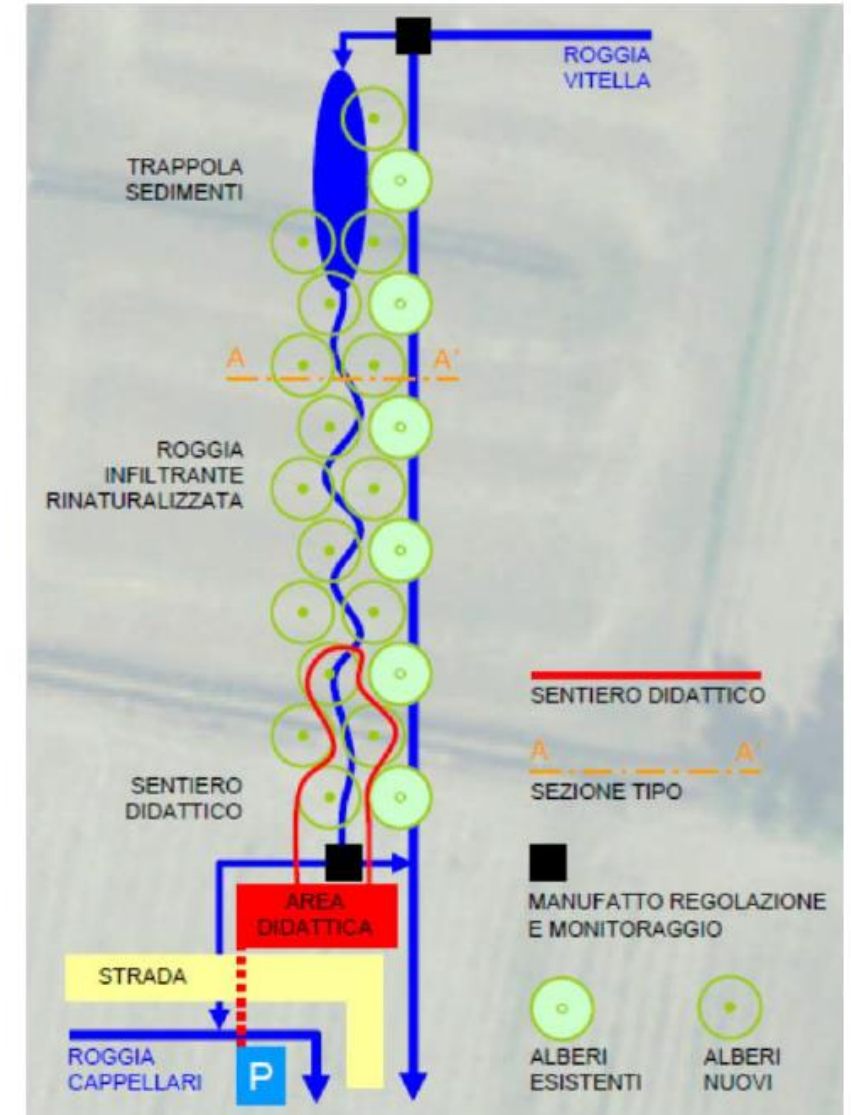 ROGGIA
VITELLA
TRAPPOLA
SEDIMENTI
A A'
ROGGIA
INFILTRANTE
RINATURALIZZATA
SENTIERO DIDATTICO
A A'
SEZIONE TIPO
SENTIERO
DIDATTICO
AREA
DIDATTICA
MANUFATTO REGOLAZIONE
E MONITORAGGIO
STRADA
ROGGIA
CAPPELLARI
P
ALBERI
ESISTENTI
ALBERI
NUOVI